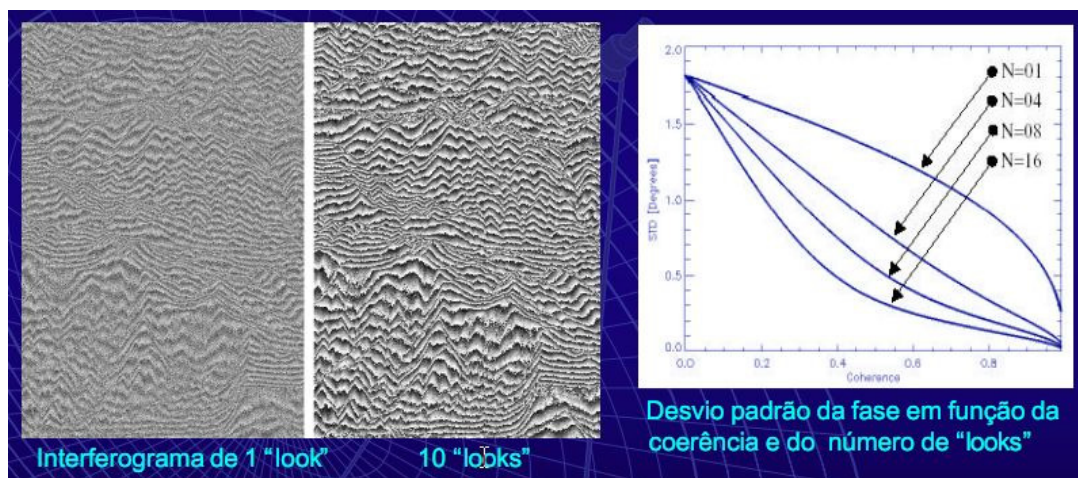 2.0
1.5
1.0
0.5
0.0
STD [Degrees]
0.0 0.2 0.4 0.6 0.8
Coherence
N=01
N=04
N=08
N=16
Interferograma de 1 “look”
10 “looks”
Desvio padrão da fase em função da
coerência e do número de “looks”